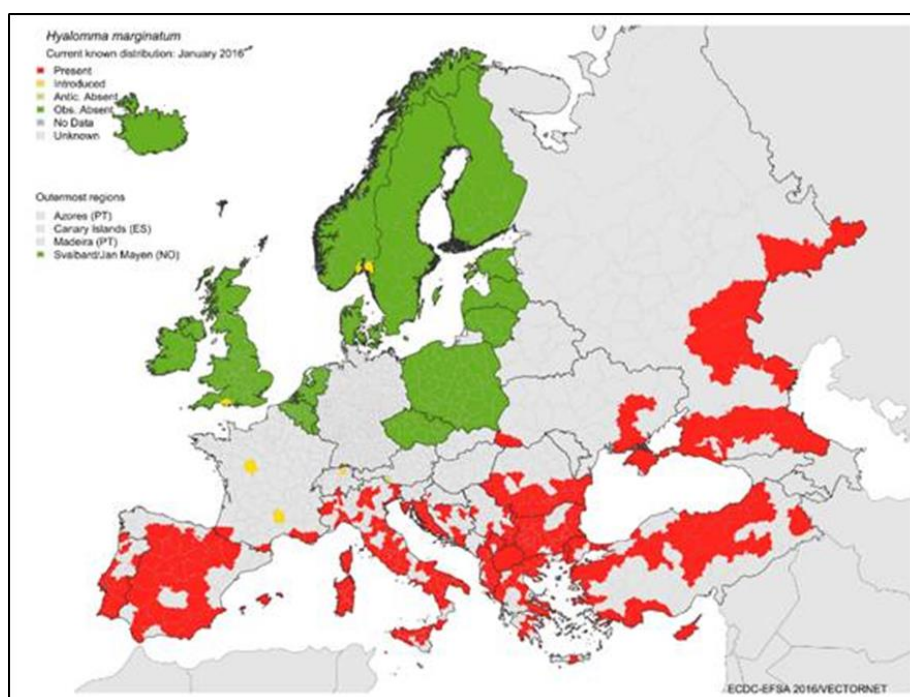 Hyalomma marginatum
Current known distribution: January 2016
Present
Introduced
Antic. Absent
Obs. Absent
No Data
Unknown
Outermost regions
Azores (PT)
Canary Islands (ES)
Madeira (PT)
Svalbard/Jan Mayen (NO)
ECDC-EFSA 2016/VECTORNET